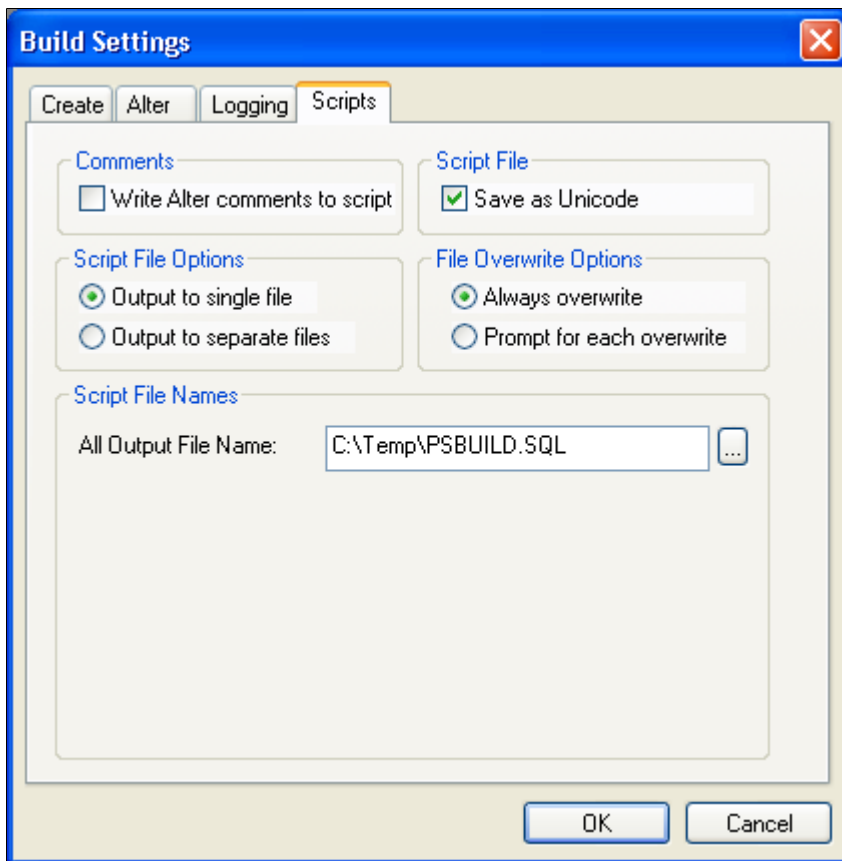 Build Settings
Create Alter Logging Scripts
Comments
Write Alter comments to script
Script File
Save as Unicode
Script File Options
Output to single file
Output to separate files
File Overwrite Options
Always overwrite
Prompt for each overwrite
Script File Names
All Output File Name: C:\Temp\PSBUILD.SQL ...
OK Cancel